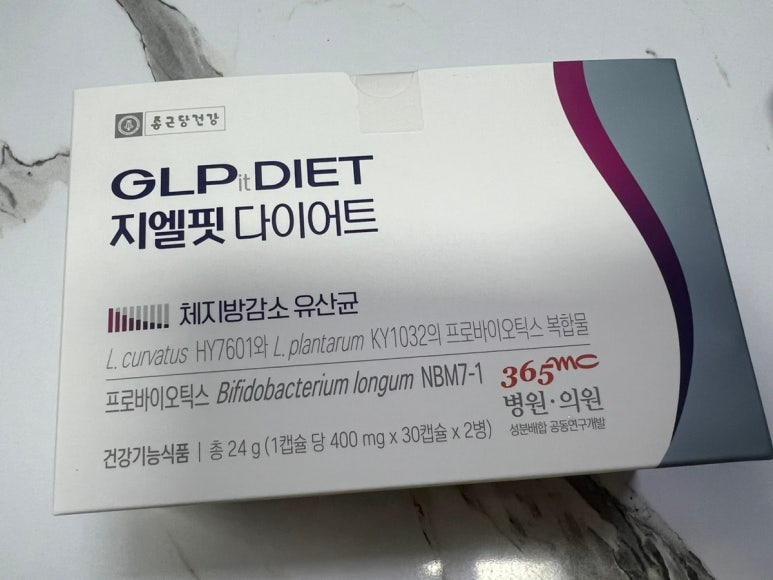 종근당건강
GLPitDIET
지엘핏 다이어트
체지방감소 유산균
L. curvatus HY7601와 L. plantarum KY1032의 프로바이오틱스 복합물
프로바이오틱스 Bifidobacterium longum NBM7-1
365mc
병원·의원
성분배합 공동연구개발
건강기능식품 | 총 24 g (1캡슐 당 400 mg x 30캡슐 x 2병)